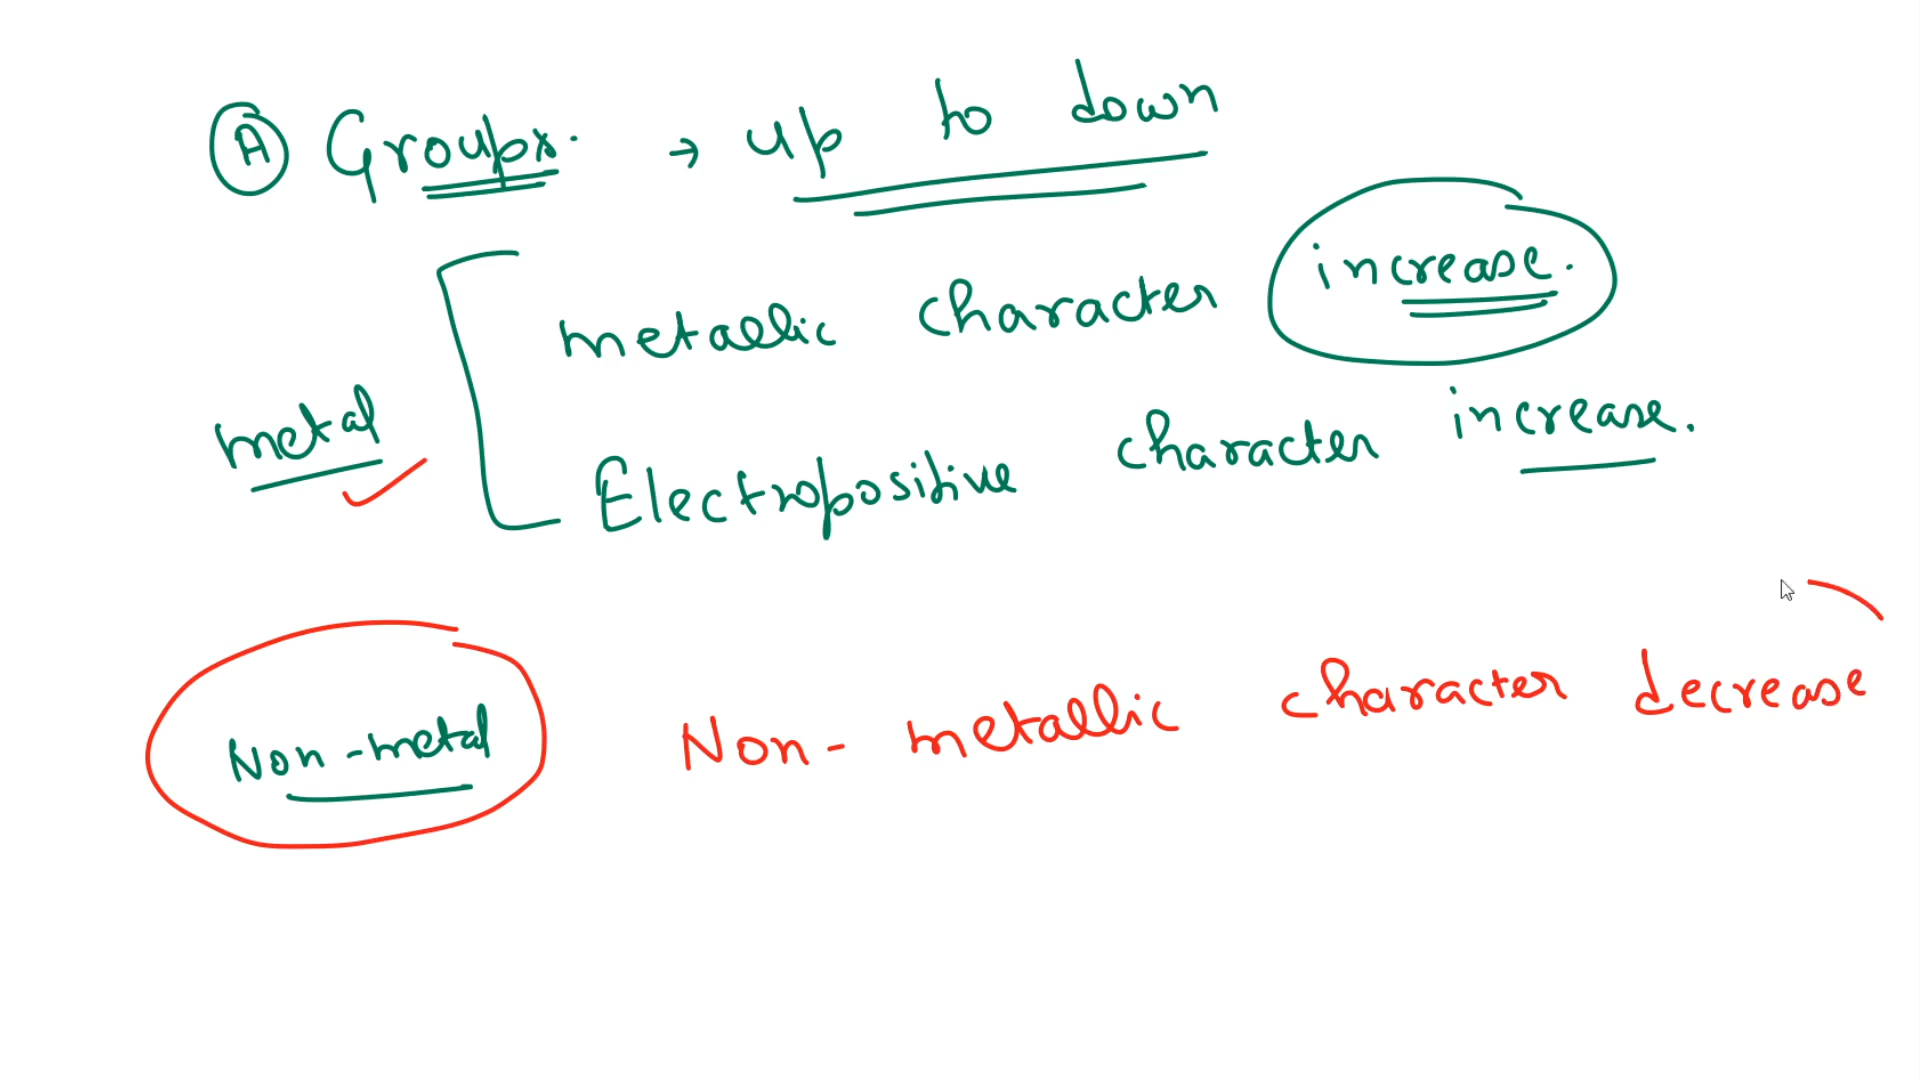 A Groups. → up to down
metallic character increase.
metal
Electropositive character increase.
Non-metal Non-metallic character decrease